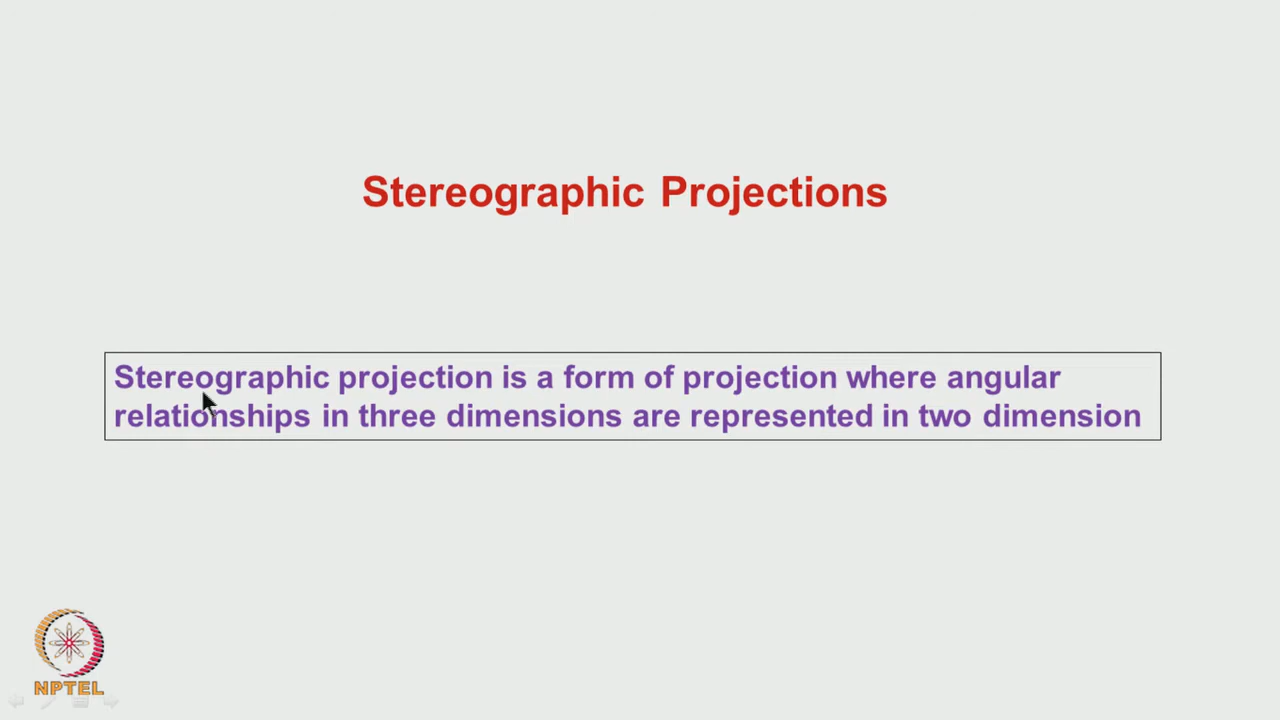 Stereographic Projections
Stereographic projection is a form of projection where angular
relationships in three dimensions are represented in two dimension
NPTEL